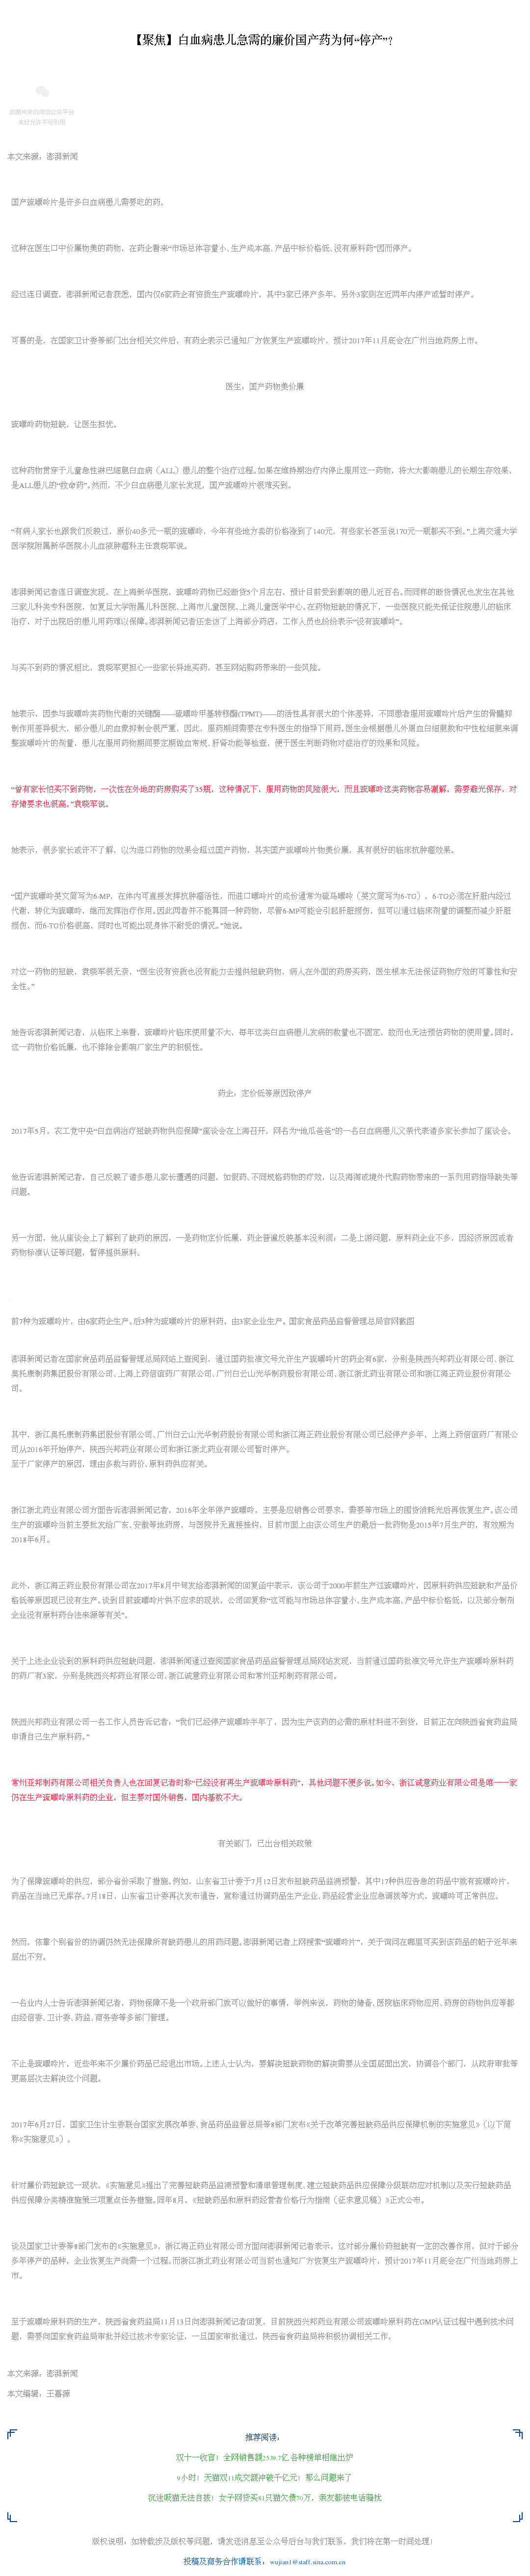 【聚焦】白血病患儿急需的廉价国产药为何“停产”？
此图片来自微信公众平台
未经允许不可引用
本文来源：澎湃新闻
国产巯嘌呤片是许多白血病患儿需要吃的药。
这种在医生口中价廉物美的药物，在药企看来“市场总体容量小、生产成本高、产品中标价格低、没有原料药”因而停产。
经过连日调查，澎湃新闻记者获悉，国内仅6家药企有资质生产巯嘌呤片，其中3家已停产多年，另外3家则在近两年内停产或暂时停产。
可喜的是，在国家卫计委等部门出台相关文件后，有药企表示已通知厂方恢复生产巯嘌呤片，预计2017年11月底会在广州当地药房上市。
医生：国产药物美价廉
巯嘌呤药物短缺，让医生担忧。
这种药物贯穿于儿童急性淋巴细胞白血病（ALL）患儿的整个治疗过程。如果在维持期治疗内停止服用这一药物，将大大影响患儿的长期生存效果，
是ALL患儿的“救命药”。然而，不少白血病患儿家长发现，国产巯嘌呤片很难买到。
“有病人家长也跟我们反映过，原价40多元一瓶的巯嘌呤，今年有些地方卖的价格涨到了140元，有些家长甚至说170元一瓶都买不到。”上海交通大学
医学院附属新华医院小儿血液肿瘤科主任袁晓军说。
澎湃新闻记者连日调查发现，在上海新华医院，巯嘌呤药物已经断货5个月左右，预计目前受到影响的患儿近百名。而同样的断货情况也发生在其他
三家儿科类专科医院，如复旦大学附属儿科医院、上海市儿童医院、上海儿童医学中心。在药物短缺的情况下，一些医院只能先保证住院患儿的临床
治疗，对于出院后的患儿用药难以保障。澎湃新闻记者还走访了上海部分药店，工作人员也纷纷表示“没有巯嘌呤”。
与买不到药的情况相比，袁晓军更担心一些家长异地买药，甚至网站购药带来的一些风险。
她表示，因参与巯嘌呤类药物代谢的关键酶——巯嘌呤甲基转移酶(TPMT)——的活性具有很大的个体差异，不同患者服用巯嘌呤片后产生的骨髓抑
制作用差异极大，部分患儿的血象抑制会很严重，因此，服药期间需要在专科医生的指导下用药。医生会根据患儿外周血白细胞数和中性粒细胞来调
整巯嘌呤片的剂量，患儿在服用药物期间要定期做血常规、肝肾功能等检查，便于医生判断药物对症治疗的效果和风险。
“曾有家长怕买不到药物，一次性在外地的药房购买了35瓶，这种情况下，服用药物的风险很大，而且巯嘌呤这类药物容易潮解，需要避光保存，对
存储要求也很高。”袁晓军说。
她表示，很多家长或许不了解，以为进口药物的效果会超过国产药物，其实国产巯嘌呤片物美价廉，具有很好的临床抗肿瘤效果。
“国产巯嘌呤英文简写为6-MP，在体内可直接发挥抗肿瘤活性，而进口嘌呤片的成份通常为硫鸟嘌呤（英文简写为6-TG），6-TG必须在肝脏内经过
代谢，转化为巯嘌呤，继而发挥治疗作用。因此两者并不能算同一种药物，尽管6-MP可能会引起肝脏损伤，但可以通过临床剂量的调整而减少肝脏
损伤，而6-TG价格很高，同时也可能出现身体不耐受的情况。”她说。
对这一药物的短缺，袁晓军很无奈，“医生没有资质也没有能力去提供短缺药物，病人在外面的药房买药，医生根本无法保证药物疗效的可靠性和安
全性。”
她告诉澎湃新闻记者，从临床上来看，巯嘌呤片临床使用量不大，每年这类白血病患儿发病的数量也不固定，故而也无法预估药物的使用量。同时，
这一药物价格低廉，也不排除会影响厂家生产的积极性。
药企：定价低等原因致停产
2017年5月，农工党中央“白血病治疗短缺药物供应保障”座谈会在上海召开，网名为“地瓜爸爸”的一名白血病患儿父亲代表诸多家长参加了座谈会。
他告诉澎湃新闻记者，自己反映了诸多患儿家长遭遇的问题，如假药、不同规格药物的疗效，以及海淘或境外代购药物带来的一系列用药指导缺失等
问题。
另一方面，他从座谈会上了解到了缺药的原因，一是药物定价低廉，药企普遍反映基本没利润；二是上游问题，原料药企业不多，因经济原因或者
药物标准认证等问题，暂停提供原料。
前7种为巯嘌呤片，由6家药企生产。后3种为巯嘌呤片的原料药，由3家企业生产。国家食品药品监督管理总局官网截图
澎湃新闻记者在国家食品药品监督管理总局网站上查阅到，通过国药批准文号允许生产巯嘌呤片的药企有6家，分别是陕西兴邦药业有限公司、浙江
奥托康制药集团股份有限公司、上海上药信谊药厂有限公司、广州白云山光华制药股份有限公司、浙江浙北药业有限公司和浙江海正药业股份有限公
司。
其中，浙江奥托康制药集团股份有限公司、广州白云山光华制药股份有限公司和浙江海正药业股份有限公司已经停产多年，上海上药信谊药厂有限公
司从2016年开始停产，陕西兴邦药业有限公司和浙江浙北药业有限公司暂时停产。
至于厂家停产的原因，理由多数与药价、原料药供应有关。
浙江浙北药业有限公司方面告诉澎湃新闻记者，2016年全年停产巯嘌呤，主要是应销售公司要求，需要等市场上的囤货消耗光后再恢复生产。该公司
生产的巯嘌呤当前主要批发给广东、安徽等地药房，与医院并无直接挂钩，目前市面上由该公司生产的最后一批药物是2015年7月生产的，有效期为
2018年6月。
此外，浙江海正药业股份有限公司在2017年8月中旬发给澎湃新闻的回复函中表示，该公司于2000年前生产过巯嘌呤片，因原料药供应短缺和产品价
格低等原因现已没有生产。谈到目前巯嘌呤片供不应求的现状，公司回复称“这可能与市场总体容量小、生产成本高、产品中标价格低，以及部分制剂
企业没有原料药合法来源等有关”。
关于上述企业谈到的原料药供应短缺问题，澎湃新闻通过查阅国家食品药品监督管理总局网站发现，当前通过国药批准文号允许生产巯嘌呤原料药
的药厂有3家，分别是陕西兴邦药业有限公司、浙江诚意药业有限公司和常州亚邦制药有限公司。
陕西兴邦药业有限公司一名工作人员告诉记者：“我们已经停产巯嘌呤半年了，因为生产该药的必需的原材料进不到货，目前正在向陕西省食药监局
申请自己生产原料药。”
常州亚邦制药有限公司相关负责人也在回复记者时称“已经没有再生产巯嘌呤原料药”，其他问题不便多说。如今，浙江诚意药业有限公司是唯一一家
仍在生产巯嘌呤原料药的企业，但主要对国外销售，国内基数不大。
有关部门：已出台相关政策
为了保障巯嘌呤的供应，部分省份采取了措施。例如，山东省卫计委于7月12日发布短缺药品监测预警，其中17种供应告急的药品中就有巯嘌呤片，
药品在当地已无库存。7月18日，山东省卫计委再次发布通告，宣称通过协调药品生产企业、药品经营企业应急调拨等方式，巯嘌呤可正常供应。
然而，依靠个别省份的协调仍然无法保障所有缺药患儿的用药问题。澎湃新闻记者上网搜索“巯嘌呤片”，关于询问在哪里可买到该药品的帖子近年来
层出不穷。
一名业内人士告诉澎湃新闻记者，药物保障不是一个政府部门就可以做好的事情，举例来说，药物的储备、医院临床药物应用、药房的药物供应等都
由经信委、卫计委、药监、商务委等多部门管理。
不止是巯嘌呤片，近些年来不少廉价药品已经退出市场。上述人士认为，要解决短缺药物的解决需要从全国层面出发，协调各个部门，从政府审批等
更高层次去解决这个问题。
2017年6月27日，国家卫生计生委联合国家发展改革委、食品药品监管总局等8部门发布《关于改革完善短缺药品供应保障机制的实施意见》（以下简
称《实施意见》）。
针对廉价药短缺这一现状，《实施意见》提出了完善短缺药品监测预警和清单管理制度、建立短缺药品供应保障分级联动应对机制以及实行短缺药品
供应保障分类精准施策三项重点任务措施。同年8月，《短缺药品和原料药经营者价格行为指南（征求意见稿）》正式公布。
谈及国家卫计委等8部门发布的《实施意见》，浙江海正药业有限公司方面向澎湃新闻记者表示，这对部分廉价药短缺有一定的改善作用，但对于部分
多年停产的品种，企业恢复生产尚需一个过程。而浙江浙北药业有限公司当前也通知厂方恢复生产巯嘌呤片，预计2017年11月底会在广州当地药房上
市。
至于巯嘌呤原料药的生产，陕西省食药监局11月13日向澎湃新闻记者回复，目前陕西兴邦药业有限公司巯嘌呤原料药在GMP认证过程中遇到技术问
题，需要向国家食药监局审批并经过技术专家论证，一旦国家审批通过，陕西省食药监局将积极协调相关工作。
本文来源：澎湃新闻
本文编辑：王嘉源
推荐阅读：
双十一收官！全网销售额2539.7亿 各种榜单相继出炉
9小时！天猫双11成交额冲破千亿元！那么问题来了
沉迷吸猫无法自拔！女子网贷买81只猫欠债70万，亲友都被电话骚扰
版权说明：如转载涉及版权等问题，请发送消息至公众号后台与我们联系，我们将在第一时间处理！
投稿及商务合作请联系：wujian1@staff.sina.com.cn